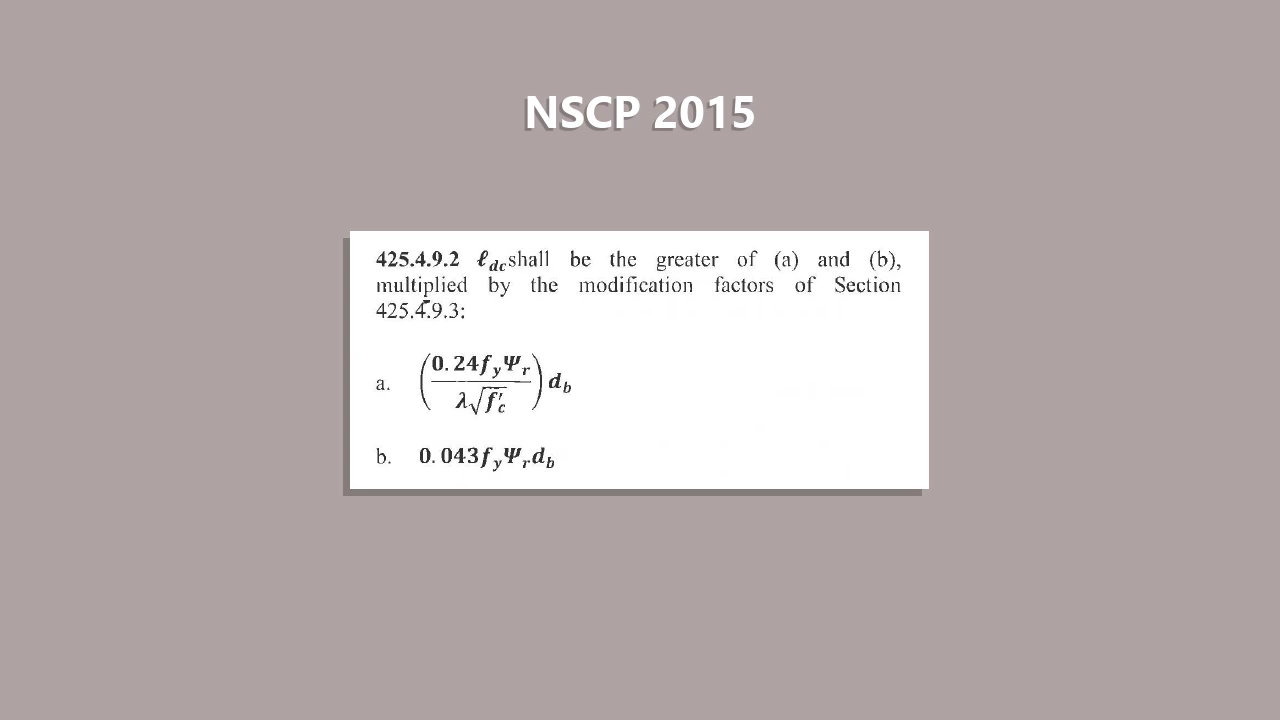 NSCP 2015
425.4.9.2 ℓdc shall be the greater of (a) and (b),
multiplied by the modification factors of Section
425.4.9.3:
a. (0.24fyΨr / λ√f′c) db
b. 0.043fyΨrdb